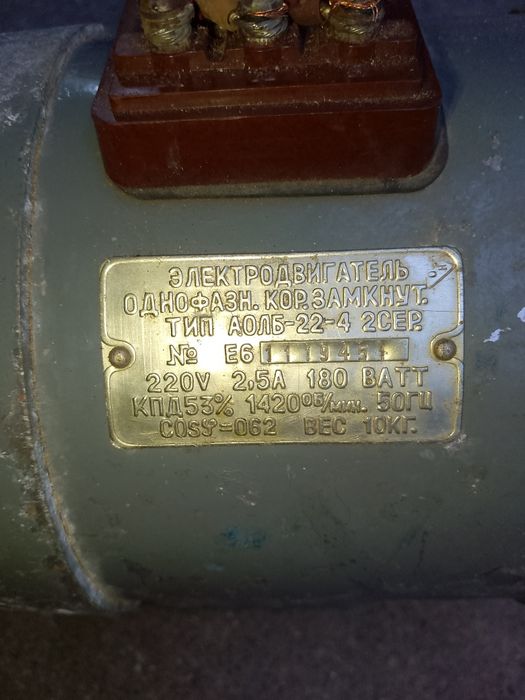 ЭЛЕКТРОДВИГАТЕЛЬ
ОДНОФАЗН. КОР.ЗАМКНУТ.
ТИП АОЛБ-22-4 2СЕР.
№ Е6
220V 2,5А 180 ВАТТ
КПД53% 1420ОБ/МИН. 50ГЦ
COSφ-062 ВЕС 10КГ.